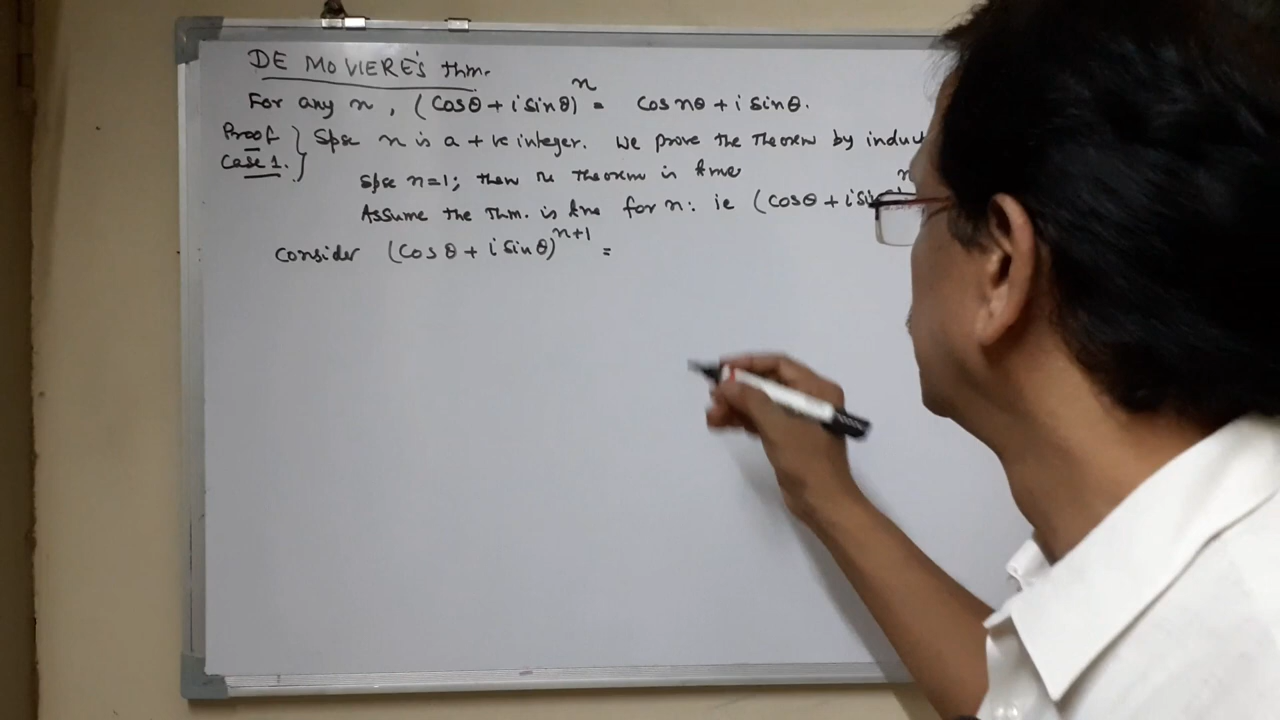 DE MOVIERE'S thm.
For any n, (cosθ + i sinθ)^n = cos nθ + i sinθ.
Proof } Spse n is a +ve integer. We prove the Theorem by induc
Case 1.
Spse n=1; then the theorem is true
Assume the Thm. is true for n: ie (cosθ + i si
Consider (cosθ + i sinθ)^n+1 =